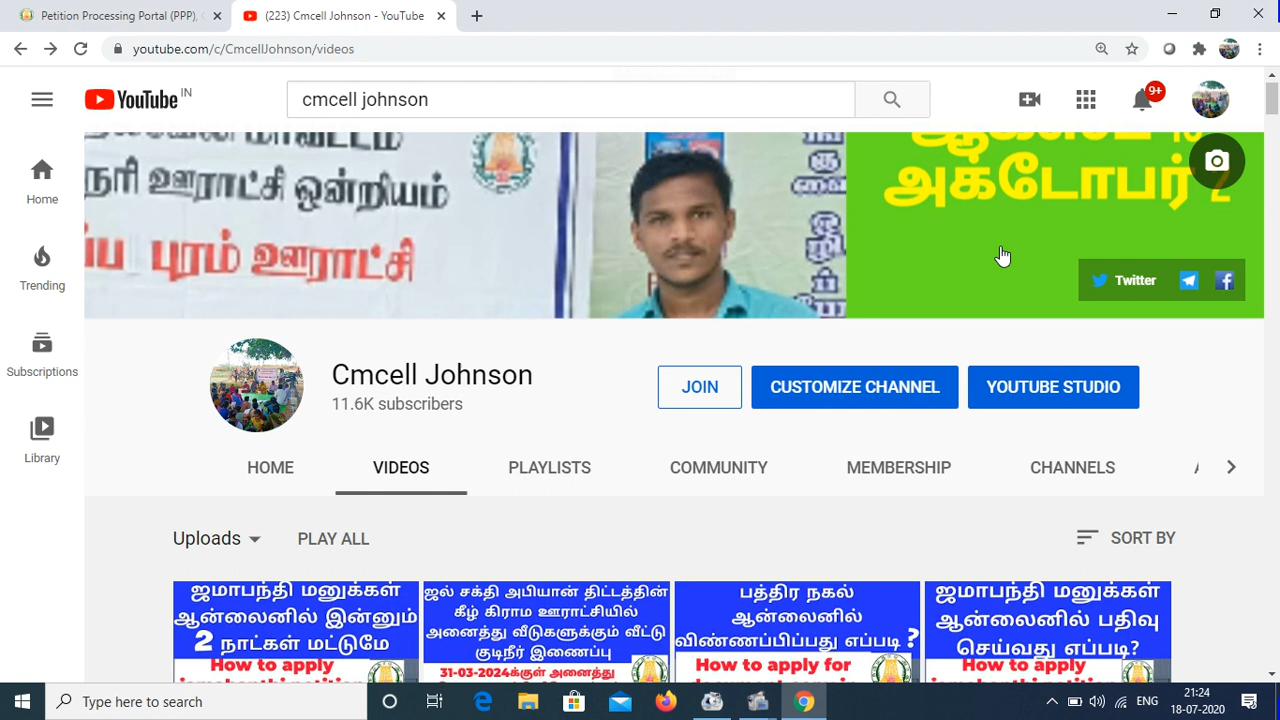 Petition Processing Portal (PPP),
(223) Cmcell Johnson - YouTube
youtube.com/c/CmcellJohnson/videos
YouTube IN
cmcell johnson
9+
நரி ஊராட்சி ஒன்றியம்
புரம் ஊராட்சி
அக்டோபர் 2
Twitter
Home
Trending
Subscriptions
Library
Cmcell Johnson
11.6K subscribers
JOIN
CUSTOMIZE CHANNEL
YOUTUBE STUDIO
HOME
VIDEOS
PLAYLISTS
COMMUNITY
MEMBERSHIP
CHANNELS
Uploads
PLAY ALL
SORT BY
ஜமாபந்தி மனுக்கள்
ஆன்லைனில் இன்னும்
2 நாட்கள் மட்டுமே
How to apply
ஜல் சக்தி அபியான் திட்டத்தின்
கீழ் கிராம ஊராட்சியில்
அனைத்து வீடுகளுக்கும் வீட்டு
குடிநீர் இணைப்பு
31-03-2024க்குள் அனைத்து
பத்திர நகல்
ஆன்லைனில்
விண்ணப்பிப்பது எப்படி ?
How to apply for
ஜமாபந்தி மனுக்கள்
ஆன்லைனில் பதிவு
செய்வது எப்படி?
How to apply
Type here to search
ENG
21:24
18-07-2020